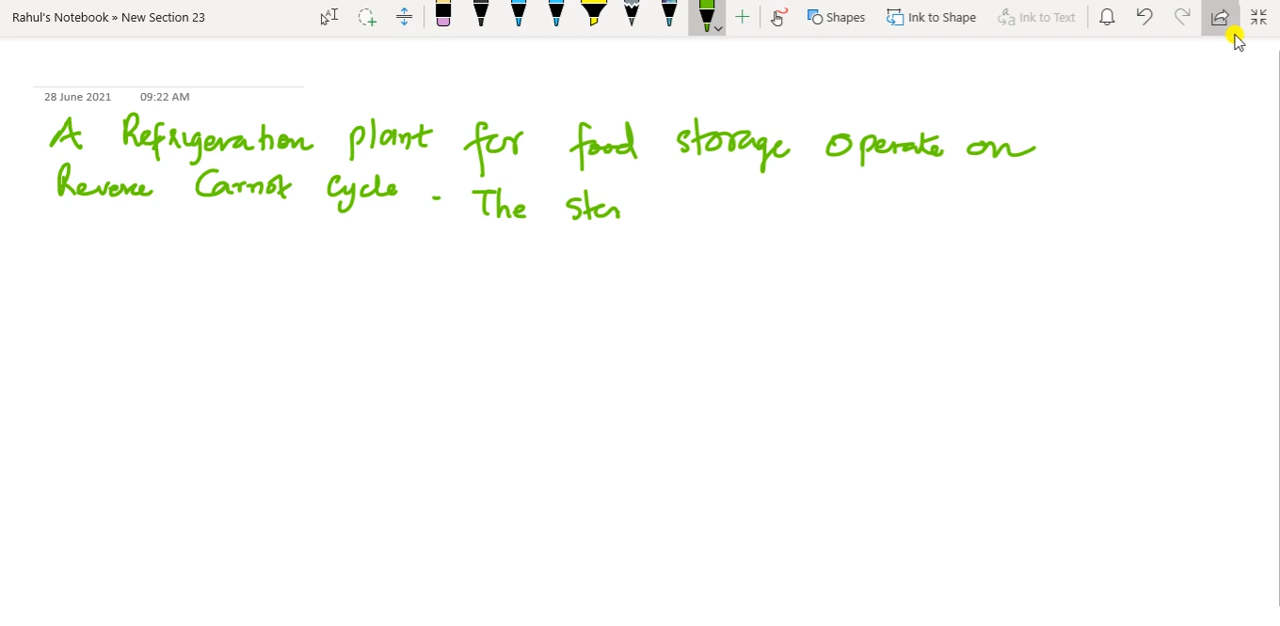 Rahul's Notebook » New Section 23
Shapes
Ink to Shape
Ink to Text
28 June 2021 09:22 AM
A Refrigeration plant for food storage operate on
Reverse Carnot Cycle. The